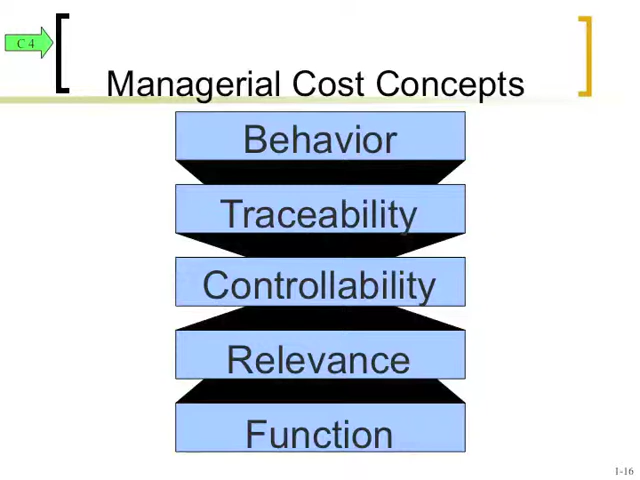 C 4
Managerial Cost Concepts
Behavior
Traceability
Controllability
Relevance
Function
1-16